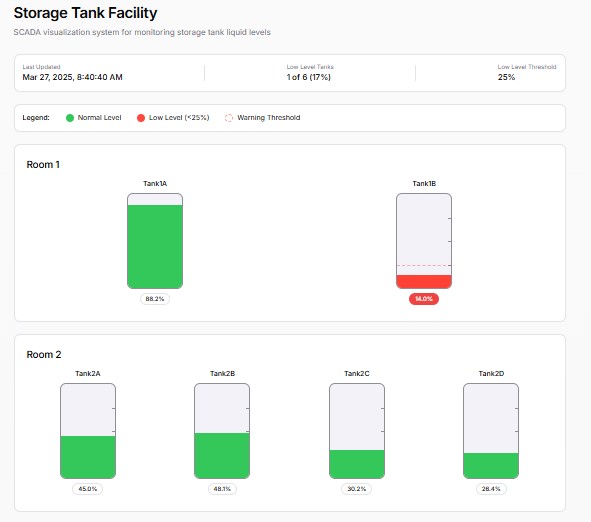 Storage Tank Facility
SCADA visualization system for monitoring storage tank liquid levels
Last Updated
Mar 27, 2025, 8:40:40 AM
Low Level Tanks
1 of 6 (17%)
Low Level Threshold
25%
Legend:
Normal Level
Low Level (<25%)
Warning Threshold
Room 1
Tank1A
Tank1B
88.2%
14.0%
Room 2
Tank2A
Tank2B
Tank2C
Tank2D
45.0%
48.1%
30.2%
26.4%